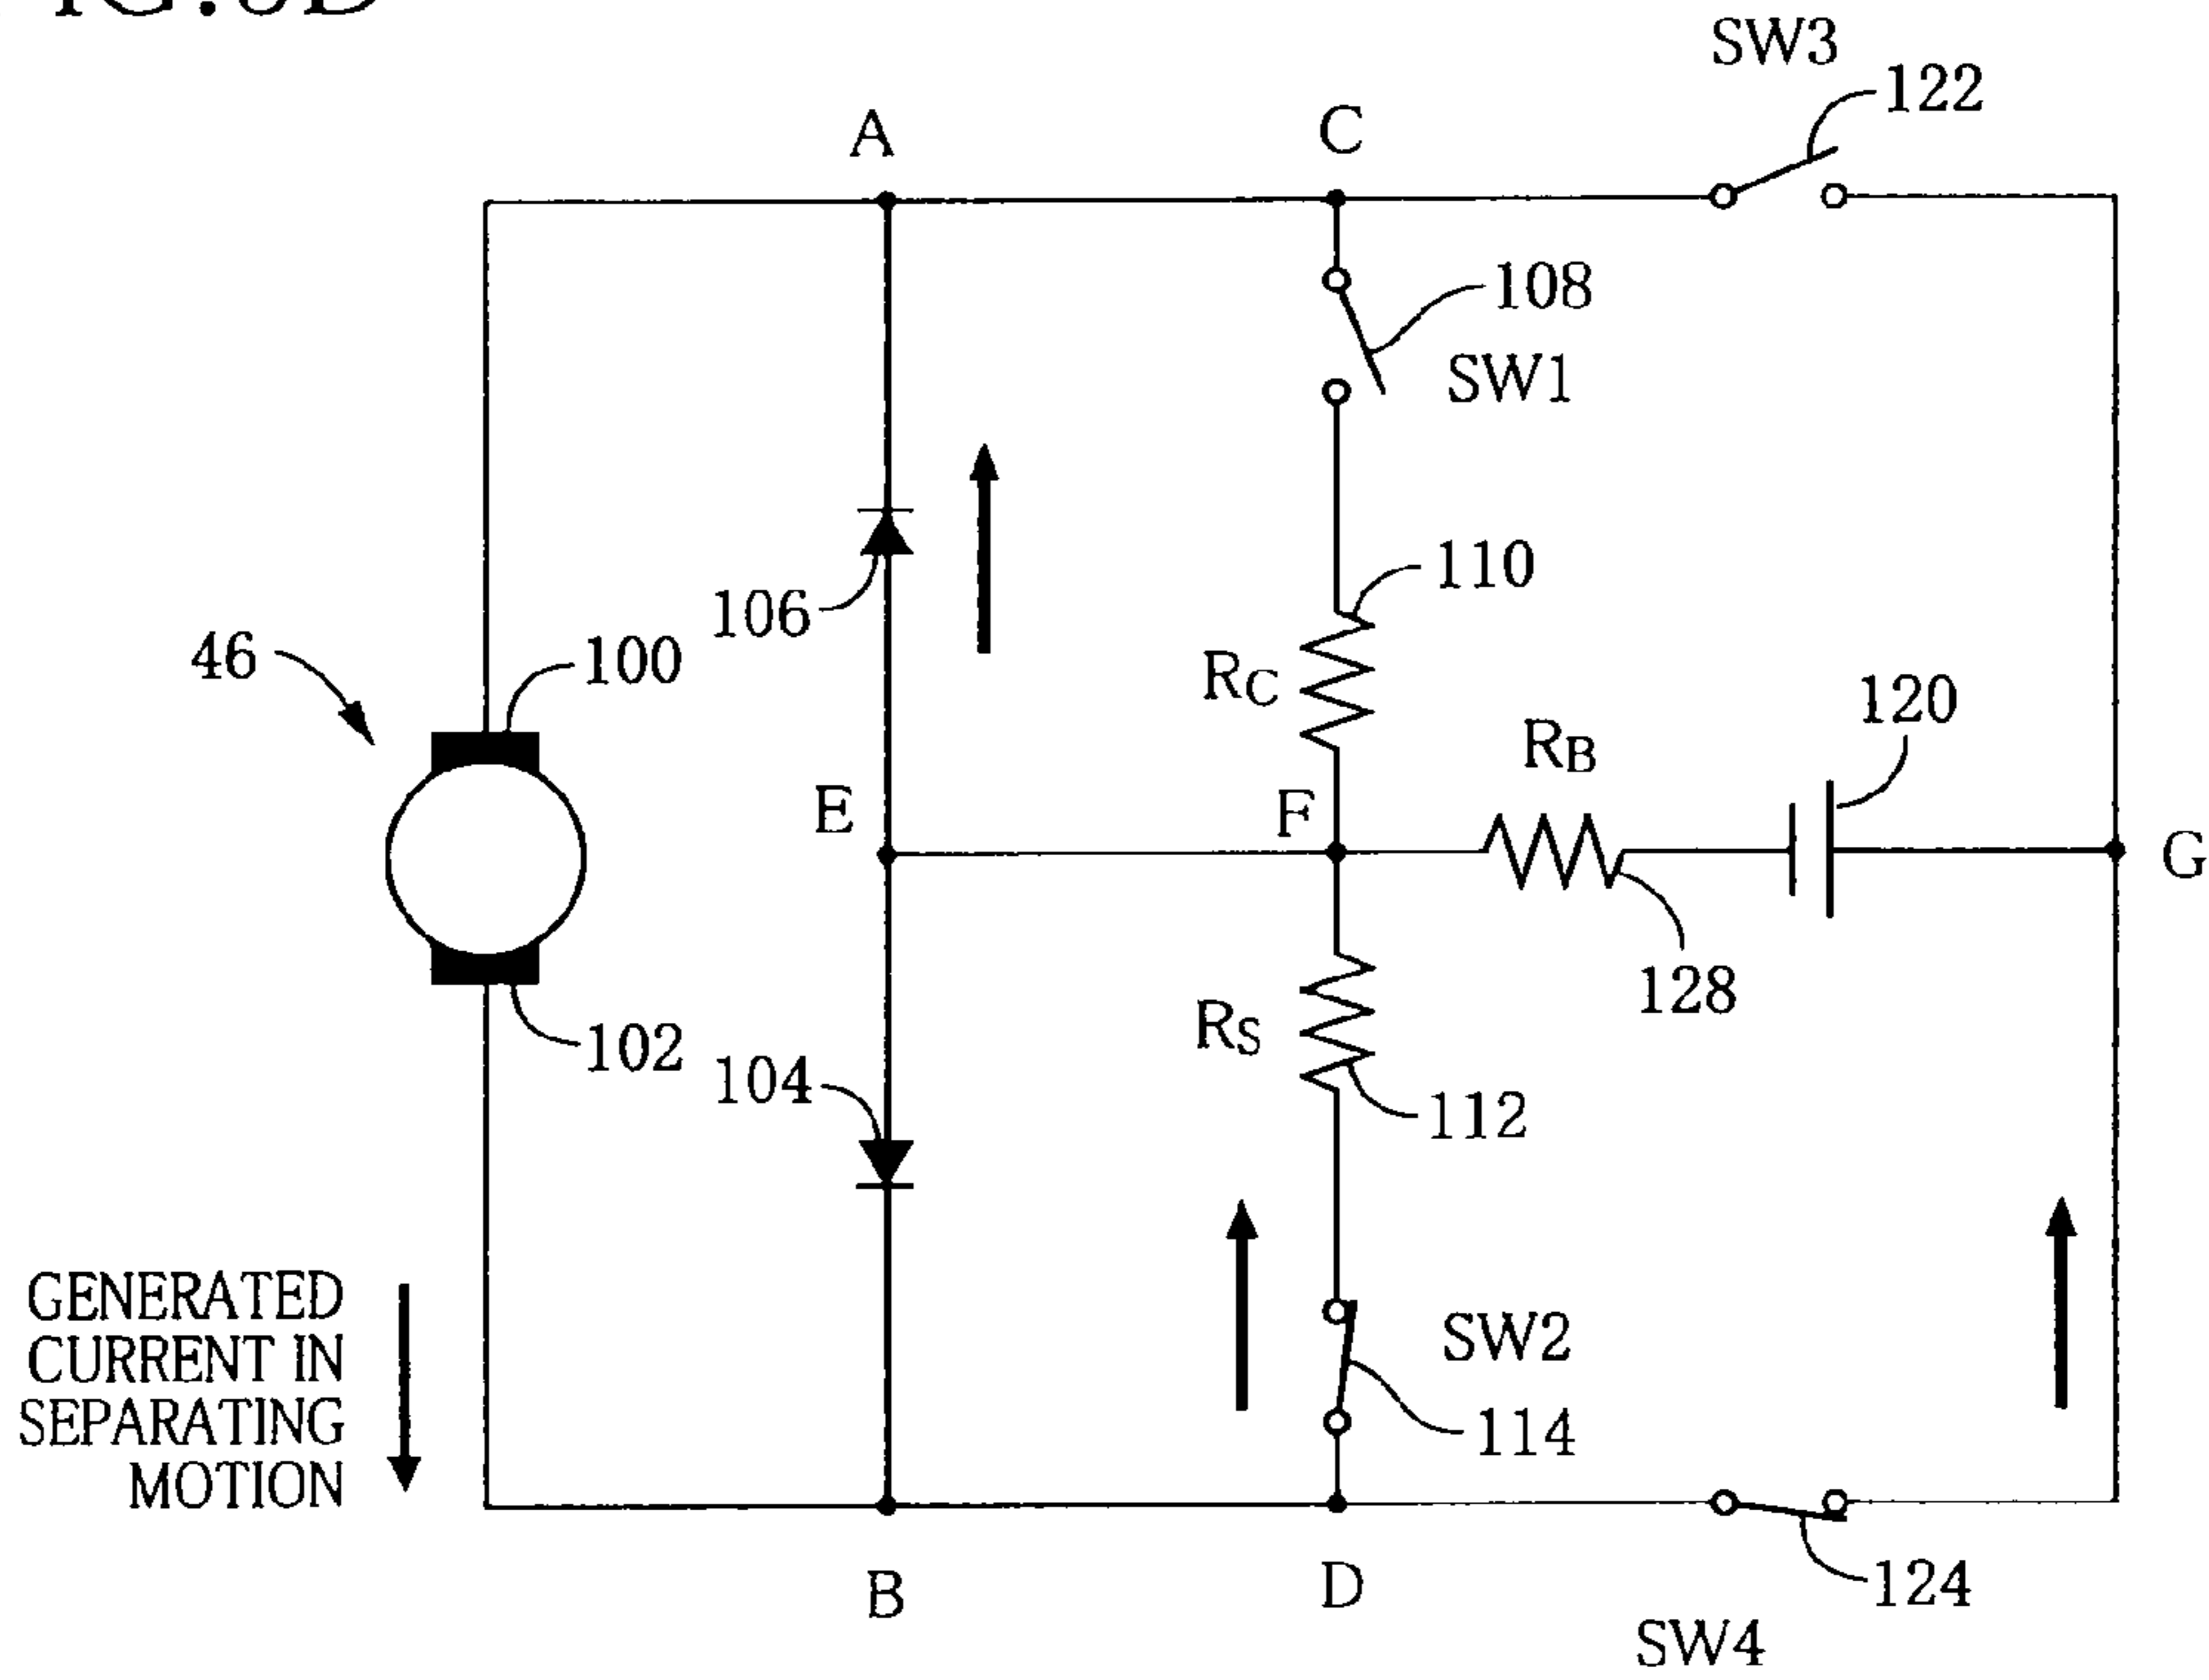 SW3
122
A
C
108
SW1
110
106
46
100
RC
120
RB
E
F
G
128
RS
102
104
112
GENERATED
CURRENT IN
SEPARATING
MOTION
SW2
114
B
D
124
SW4